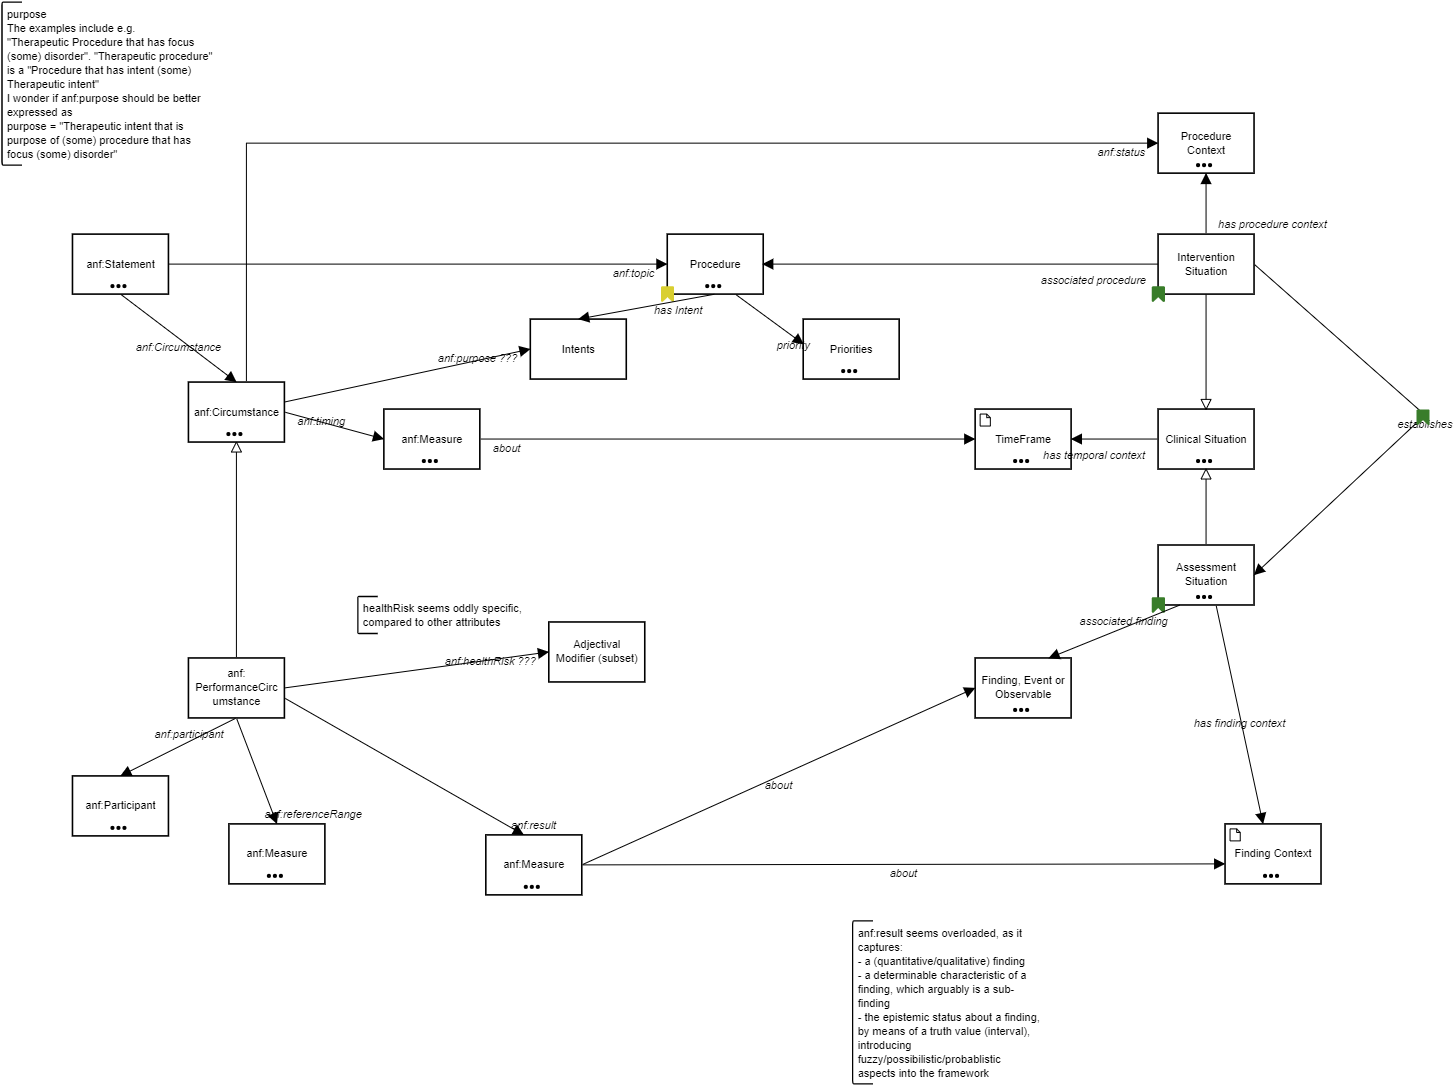 purpose
The examples include e.g.
"Therapeutic Procedure that has focus
(some) disorder". "Therapeutic procedure"
is a "Procedure that has intent (some)
Therapeutic intent"
I wonder if anf:purpose should be better
expressed as
purpose = "Therapeutic intent that is
purpose of (some) procedure that has
focus (some) disorder"
Procedure
Context
anf:status
has procedure context
anf:Statement
anf:topic
Procedure
associated procedure
Intervention
Situation
has Intent
anf:Circumstance
anf:purpose ???
Intents
priority
Priorities
anf:Circumstance
anf:timing
anf:Measure
about
TimeFrame
has temporal context
Clinical Situation
establishes
Assessment
Situation
associated finding
healthRisk seems oddly specific,
compared to other attributes
anf:healthRisk ???
Adjectival
Modifier (subset)
anf:
PerformanceCirc
umstance
Finding, Event or
Observable
has finding context
anf:participant
anf:Participant
anf:referenceRange
anf:Measure
anf:result
anf:Measure
about
about
Finding Context
anf:result seems overloaded, as it
captures:
- a (quantitative/qualitative) finding
- a determinable characteristic of a
finding, which arguably is a sub-
finding
- the epistemic status about a finding,
by means of a truth value (interval),
introducing
fuzzy/possibilistic/probablistic
aspects into the framework